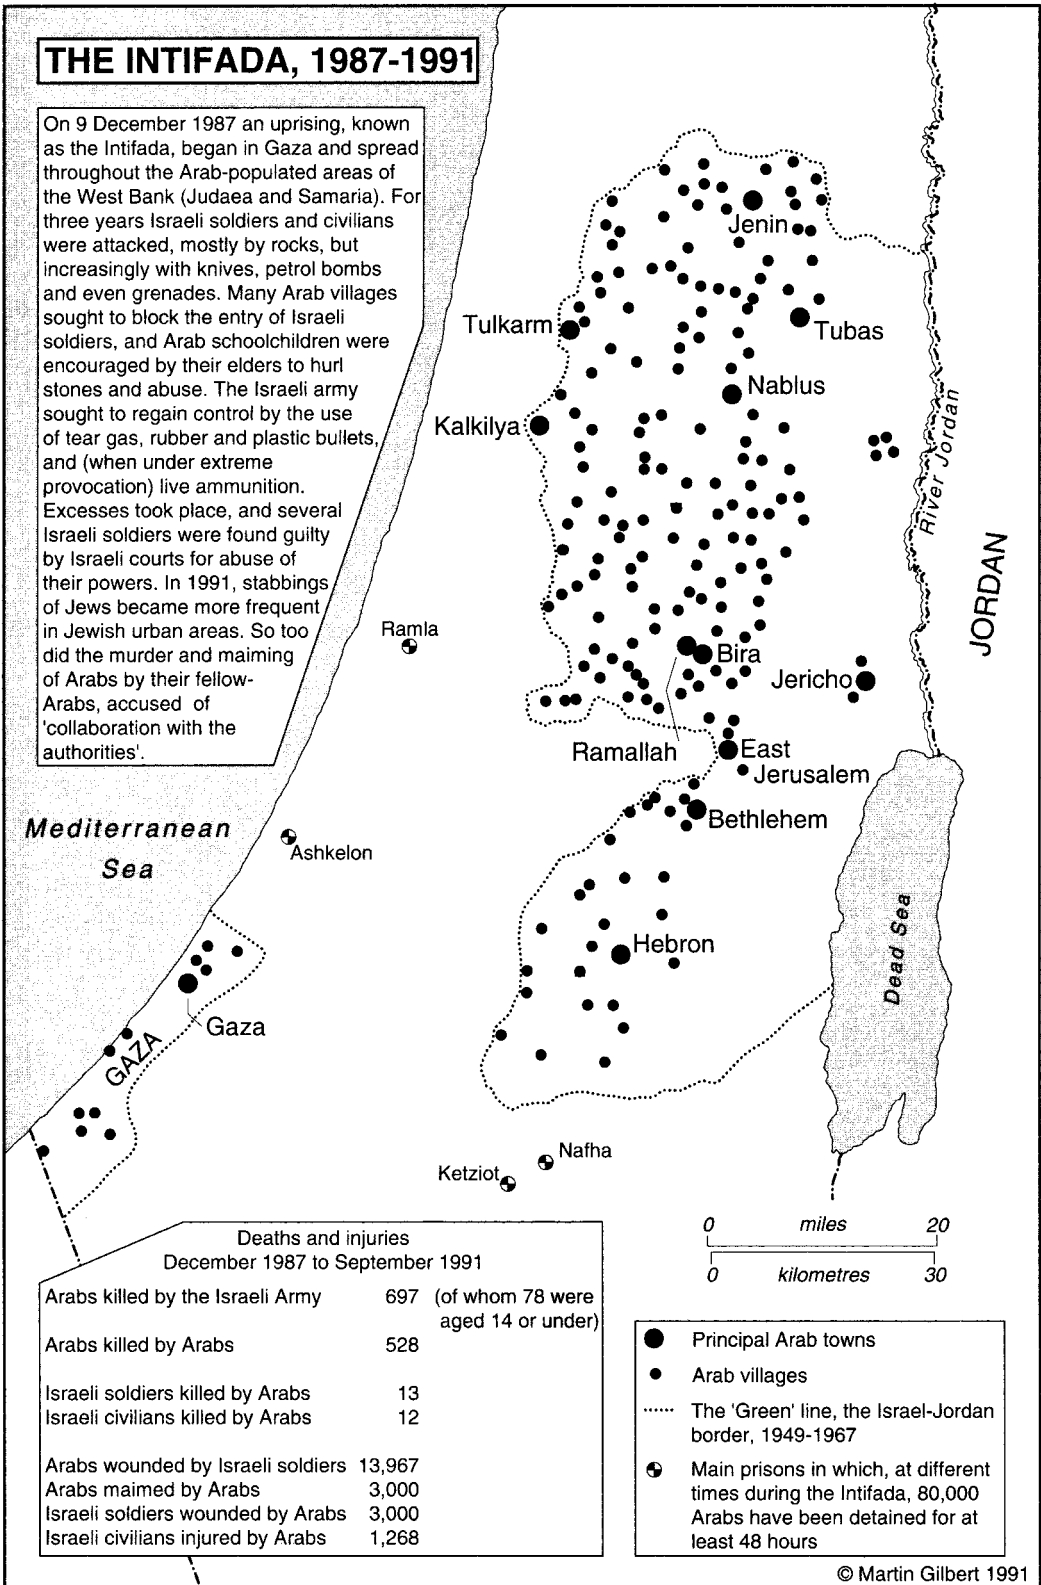 THE INTIFADA, 1987-1991
On 9 December 1987 an uprising, known
as the Intifada, began in Gaza and spread
throughout the Arab-populated areas of
the West Bank (Judaea and Samaria). For
three years Israeli soldiers and civilians
were attacked, mostly by rocks, but
increasingly with knives, petrol bombs
and even grenades. Many Arab villages
sought to block the entry of Israeli
soldiers, and Arab schoolchildren were
encouraged by their elders to hurl
stones and abuse. The Israeli army
sought to regain control by the use
of tear gas, rubber and plastic bullets,
and (when under extreme
provocation) live ammunition.
Excesses took place, and several
Israeli soldiers were found guilty
by Israeli courts for abuse of
their powers. In 1991, stabbings
of Jews became more frequent
in Jewish urban areas. So too
did the murder and maiming
of Arabs by their fellow-
Arabs, accused of
'collaboration with the
authorities'.
Jenin
Tulkarm
Tubas
Nablus
Kalkilya
River Jordan
JORDAN
Ramla
Bira
Jericho
Ramallah
East
Jerusalem
Bethlehem
Mediterranean
Sea
Ashkelon
Hebron
Dead Sea
Gaza
GAZA
Nafha
Ketziot
0 miles 20
0 kilometres 30
Deaths and injuries
December 1987 to September 1991
Arabs killed by the Israeli Army 697 (of whom 78 were
aged 14 or under)
Arabs killed by Arabs 528
Israeli soldiers killed by Arabs 13
Israeli civilians killed by Arabs 12
Arabs wounded by Israeli soldiers 13,967
Arabs maimed by Arabs 3,000
Israeli soldiers wounded by Arabs 3,000
Israeli civilians injured by Arabs 1,268
Principal Arab towns
Arab villages
The 'Green' line, the Israel-Jordan
border, 1949-1967
Main prisons in which, at different
times during the Intifada, 80,000
Arabs have been detained for at
least 48 hours
© Martin Gilbert 1991